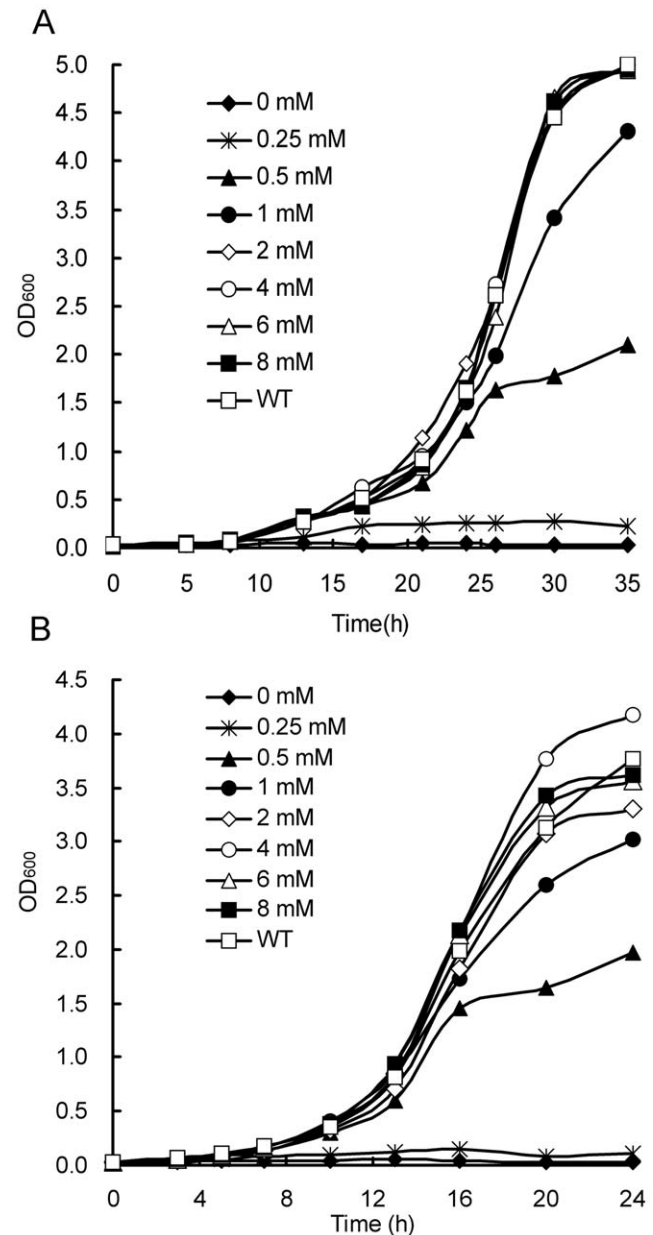 A
5.0
4.5
4.0
3.5
3.0
2.5
2.0
1.5
1.0
0.5
0.0
OD600
0 mM
0.25 mM
0.5 mM
1 mM
2 mM
4 mM
6 mM
8 mM
WT
0 5 10 15 20 25 30 35
Time(h)
B
4.5
4.0
3.5
3.0
2.5
2.0
1.5
1.0
0.5
0.0
OD600
0 mM
0.25 mM
0.5 mM
1 mM
2 mM
4 mM
6 mM
8 mM
WT
0 4 8 12 16 20 24
Time (h)